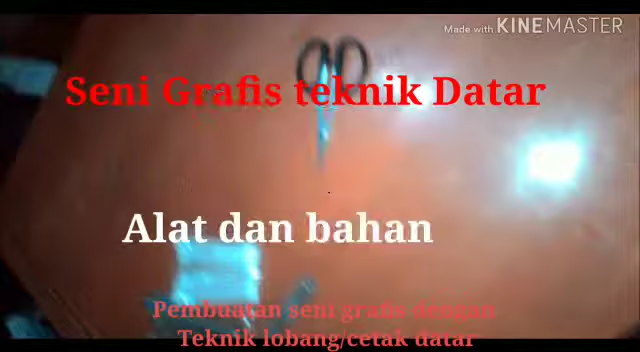 Made with KINEMASTER
Seni Grafis teknik Datar
Alat dan bahan
Pembuatan seni grafis dengan
Teknik lobang/cetak datar